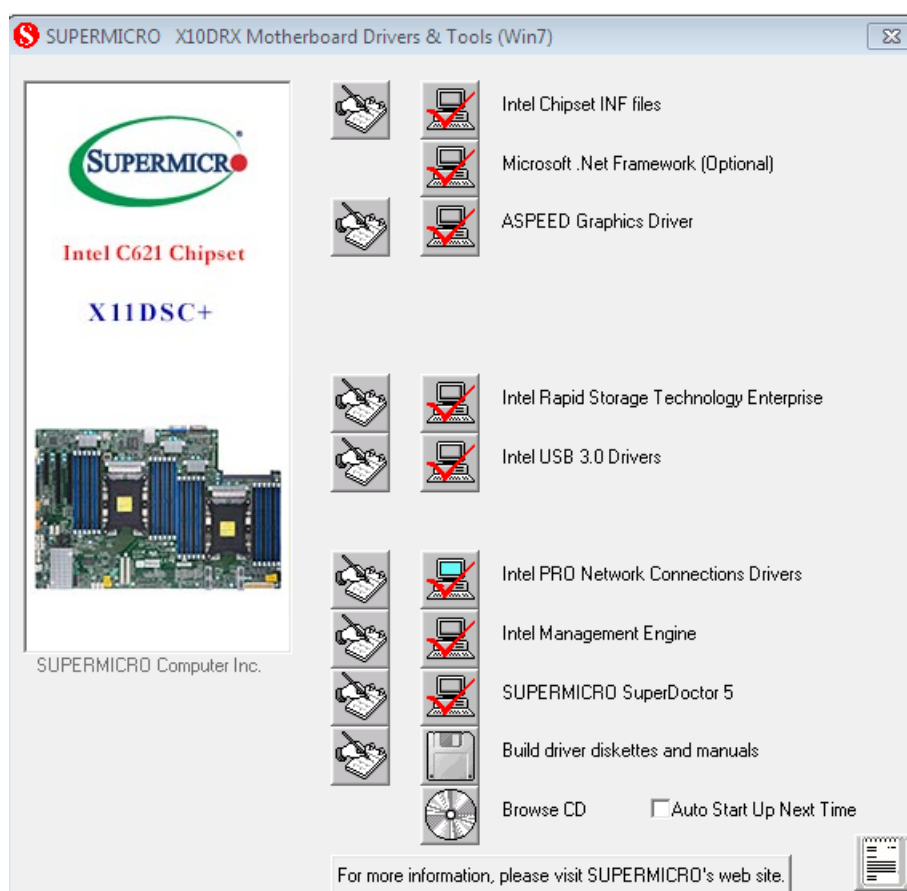 SUPERMICRO X10DRX Motherboard Drivers & Tools (Win7)
SUPERMICR
Intel C621 Chipset
X11DSC+
SUPERMICRO Computer Inc.
Intel Chipset INF files
Microsoft .Net Framework (Optional)
ASPEED Graphics Driver
Intel Rapid Storage Technology Enterprise
Intel USB 3.0 Drivers
Intel PRO Network Connections Drivers
Intel Management Engine
SUPERMICRO SuperDoctor 5
Build driver diskettes and manuals
Browse CD
Auto Start Up Next Time
For more information, please visit SUPERMICRO's web site.